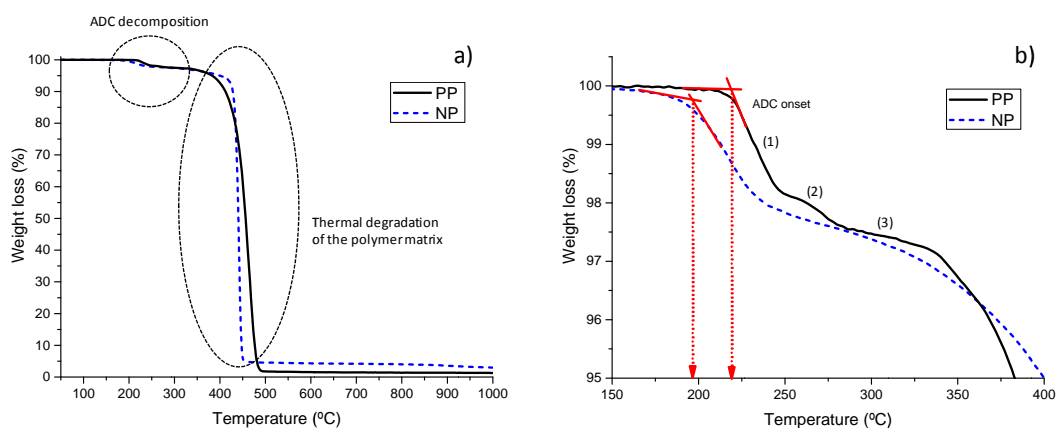 ADC decomposition
a)
PP
NP
Thermal degradation
of the polymer matrix
Weight loss (%)
100
90
80
70
60
50
40
30
20
10
5
0
100 200 300 400 500 600 700 800 900 1000
Temperature (ºC)
b)
PP
NP
ADC onset
(1)
(2)
(3)
Weight loss (%)
100
99
98
97
96
95
150 200 250 300 350 400
Temperature (ºC)